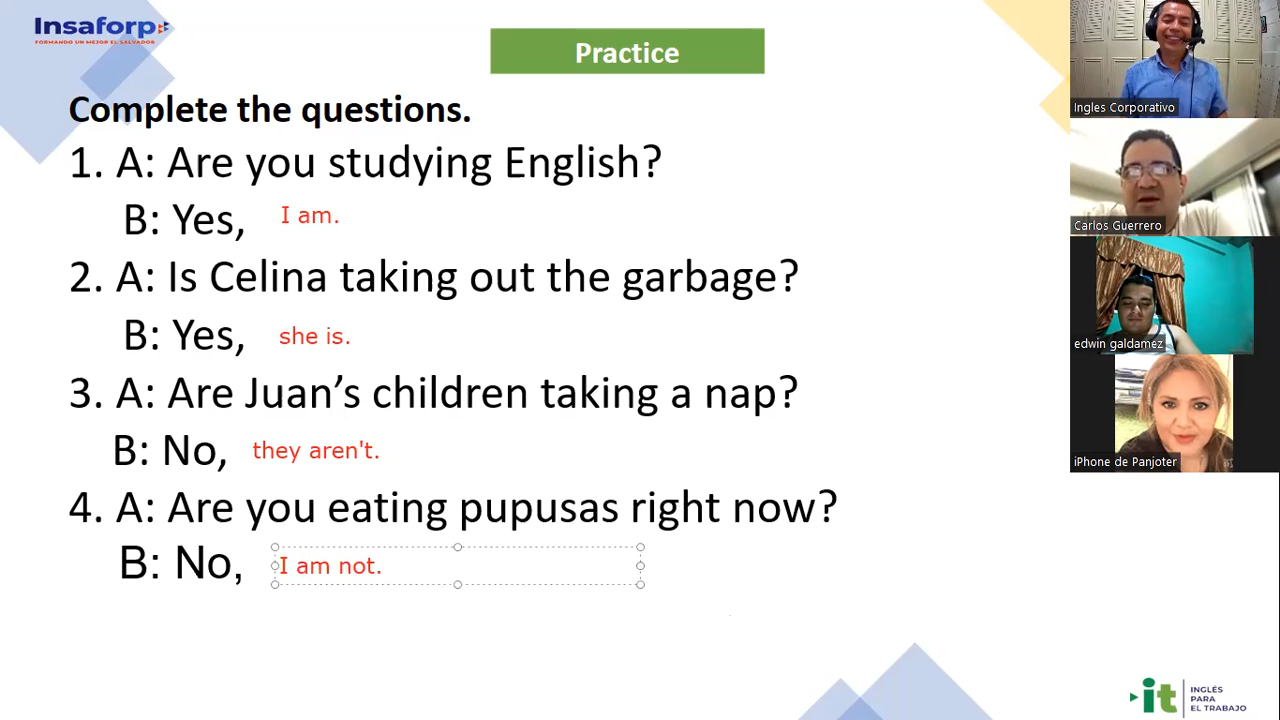 Insaforp
FORMANDO UN MEJOR EL SALVADOR
Practice
Complete the questions.
1. A: Are you studying English?
B: Yes, I am.
2. A: Is Celina taking out the garbage?
B: Yes, she is.
3. A: Are Juan’s children taking a nap?
B: No, they aren't.
4. A: Are you eating pupusas right now?
B: No, I am not.
Ingles Corporativo
Carlos Guerrero
edwin galdamez
iPhone de Panjoter
it
INGLÉS
PARA
EL TRABAJO